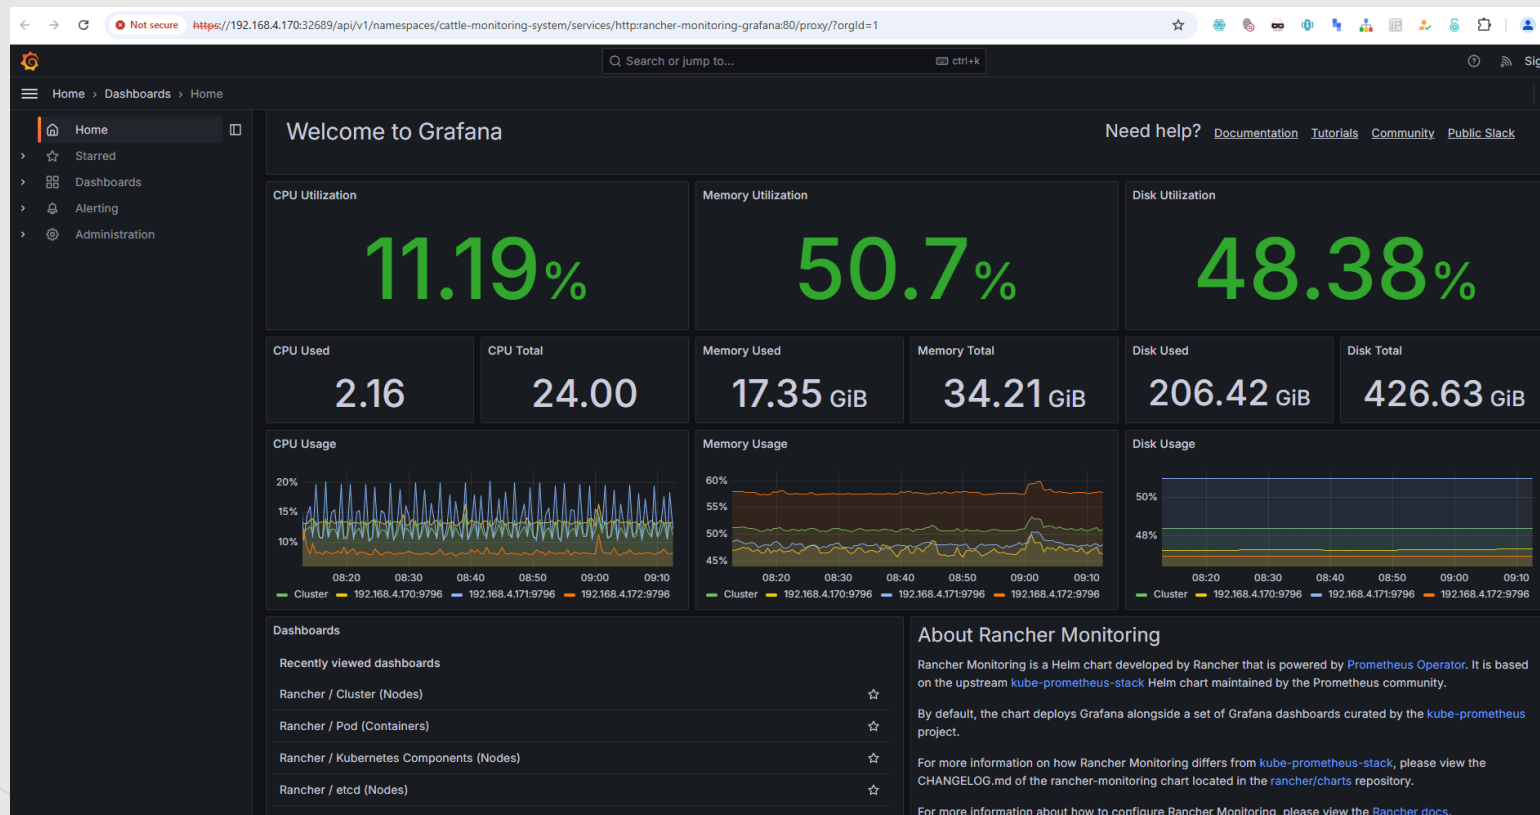 Not secure https://192.168.4.170:32689/api/v1/namespaces/cattle-monitoring-system/services/http:rancher-monitoring-grafana:80/proxy/?orgId=1
Search or jump to... ctrl+k
Home › Dashboards › Home
Home
Starred
Dashboards
Alerting
Administration
Welcome to Grafana
Need help? Documentation Tutorials Community Public Slack
CPU Utilization
11.19%
Memory Utilization
50.7%
Disk Utilization
48.38%
CPU Used
2.16
CPU Total
24.00
Memory Used
17.35 GiB
Memory Total
34.21 GiB
Disk Used
206.42 GiB
Disk Total
426.63 GiB
CPU Usage
20%
15%
10%
08:20 08:30 08:40 08:50 09:00 09:10
Cluster 192.168.4.170:9796 192.168.4.171:9796 192.168.4.172:9796
Memory Usage
60%
55%
50%
45%
08:20 08:30 08:40 08:50 09:00 09:10
Cluster 192.168.4.170:9796 192.168.4.171:9796 192.168.4.172:9796
Disk Usage
50%
48%
08:20 08:30 08:40 08:50 09:00 09:10
Cluster 192.168.4.170:9796 192.168.4.171:9796 192.168.4.172:9796
Dashboards
Recently viewed dashboards
Rancher / Cluster (Nodes)
Rancher / Pod (Containers)
Rancher / Kubernetes Components (Nodes)
Rancher / etcd (Nodes)
About Rancher Monitoring
Rancher Monitoring is a Helm chart developed by Rancher that is powered by Prometheus Operator. It is based
on the upstream kube-prometheus-stack Helm chart maintained by the Prometheus community.
By default, the chart deploys Grafana alongside a set of Grafana dashboards curated by the kube-prometheus
project.
For more information on how Rancher Monitoring differs from kube-prometheus-stack, please view the
CHANGELOG.md of the rancher-monitoring chart located in the rancher/charts repository.
For more information about how to configure Rancher Monitoring, please view the Rancher docs.